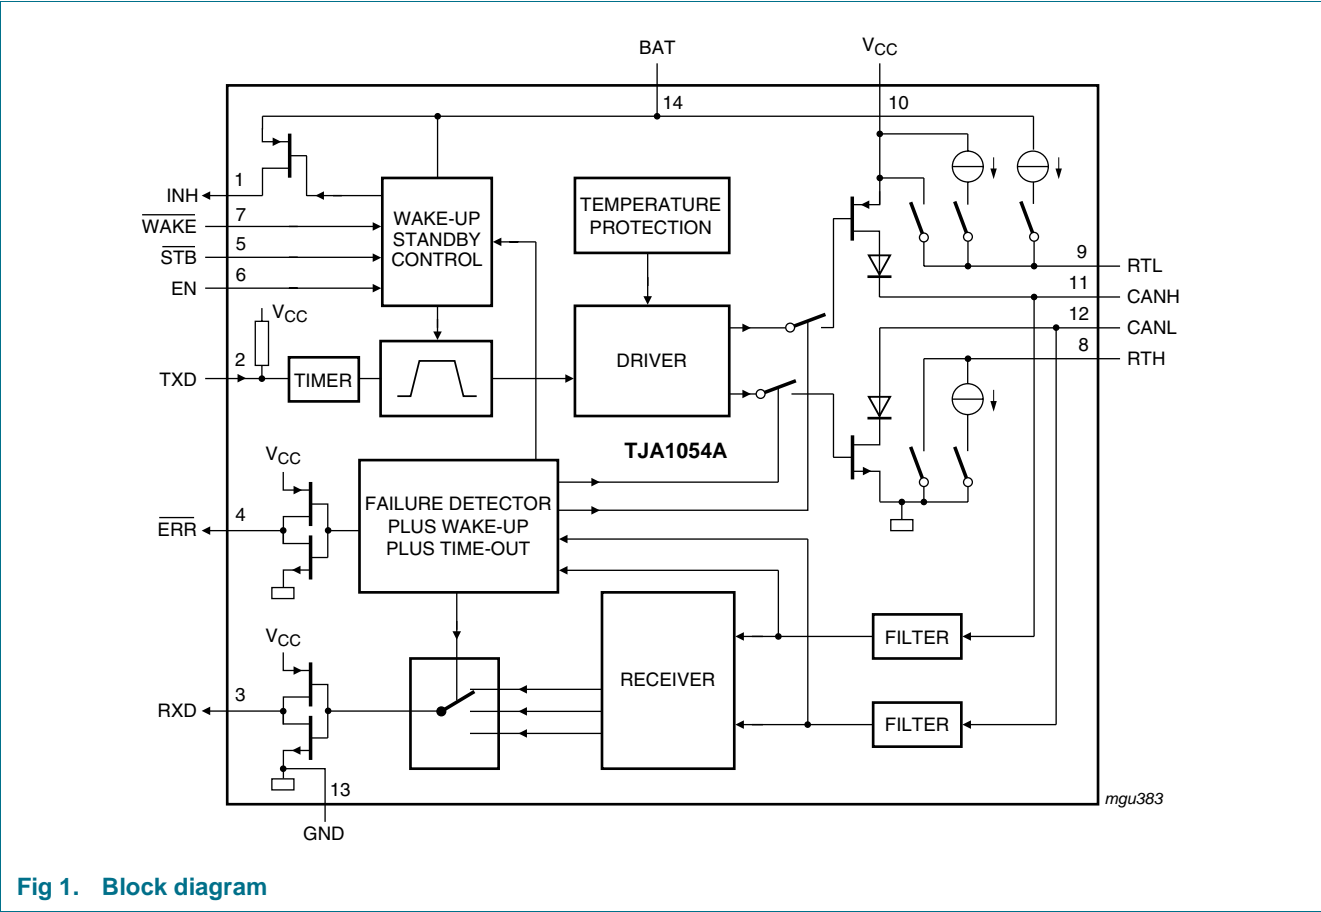 BAT
VCC
14
10
1
INH
7
WAKE
5
STB
6
EN
WAKE-UP
STANDBY
CONTROL
TEMPERATURE
PROTECTION
9
RTL
11
CANH
12
CANL
8
RTH
VCC
2
TXD
TIMER
DRIVER
TJA1054A
VCC
4
ERR
FAILURE DETECTOR
PLUS WAKE-UP
PLUS TIME-OUT
FILTER
VCC
3
RXD
RECEIVER
FILTER
13
GND
mgu383
Fig 1. Block diagram